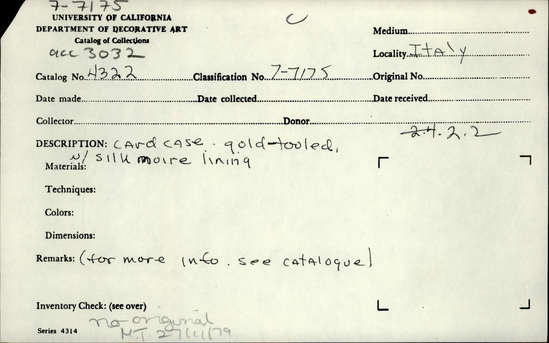 7-7175
UNIVERSITY OF CALIFORNIA
DEPARTMENT OF DECORATIVE ART
Catalog of Collections
acc 3032
C
Medium
Locality Italy
Catalog No. 4322 Classification No. 7-7175 Original No.
Date made Date collected Date received
Collector Donor
24.2.2
DESCRIPTION: card case. gold-tooled,
w/ silk moire lining
Materials:
Techniques:
Colors:
Dimensions:
Remarks: (for more info. see catalogue)
Inventory Check: (see over)
no original
Series 4314
M.T. 27/11/79